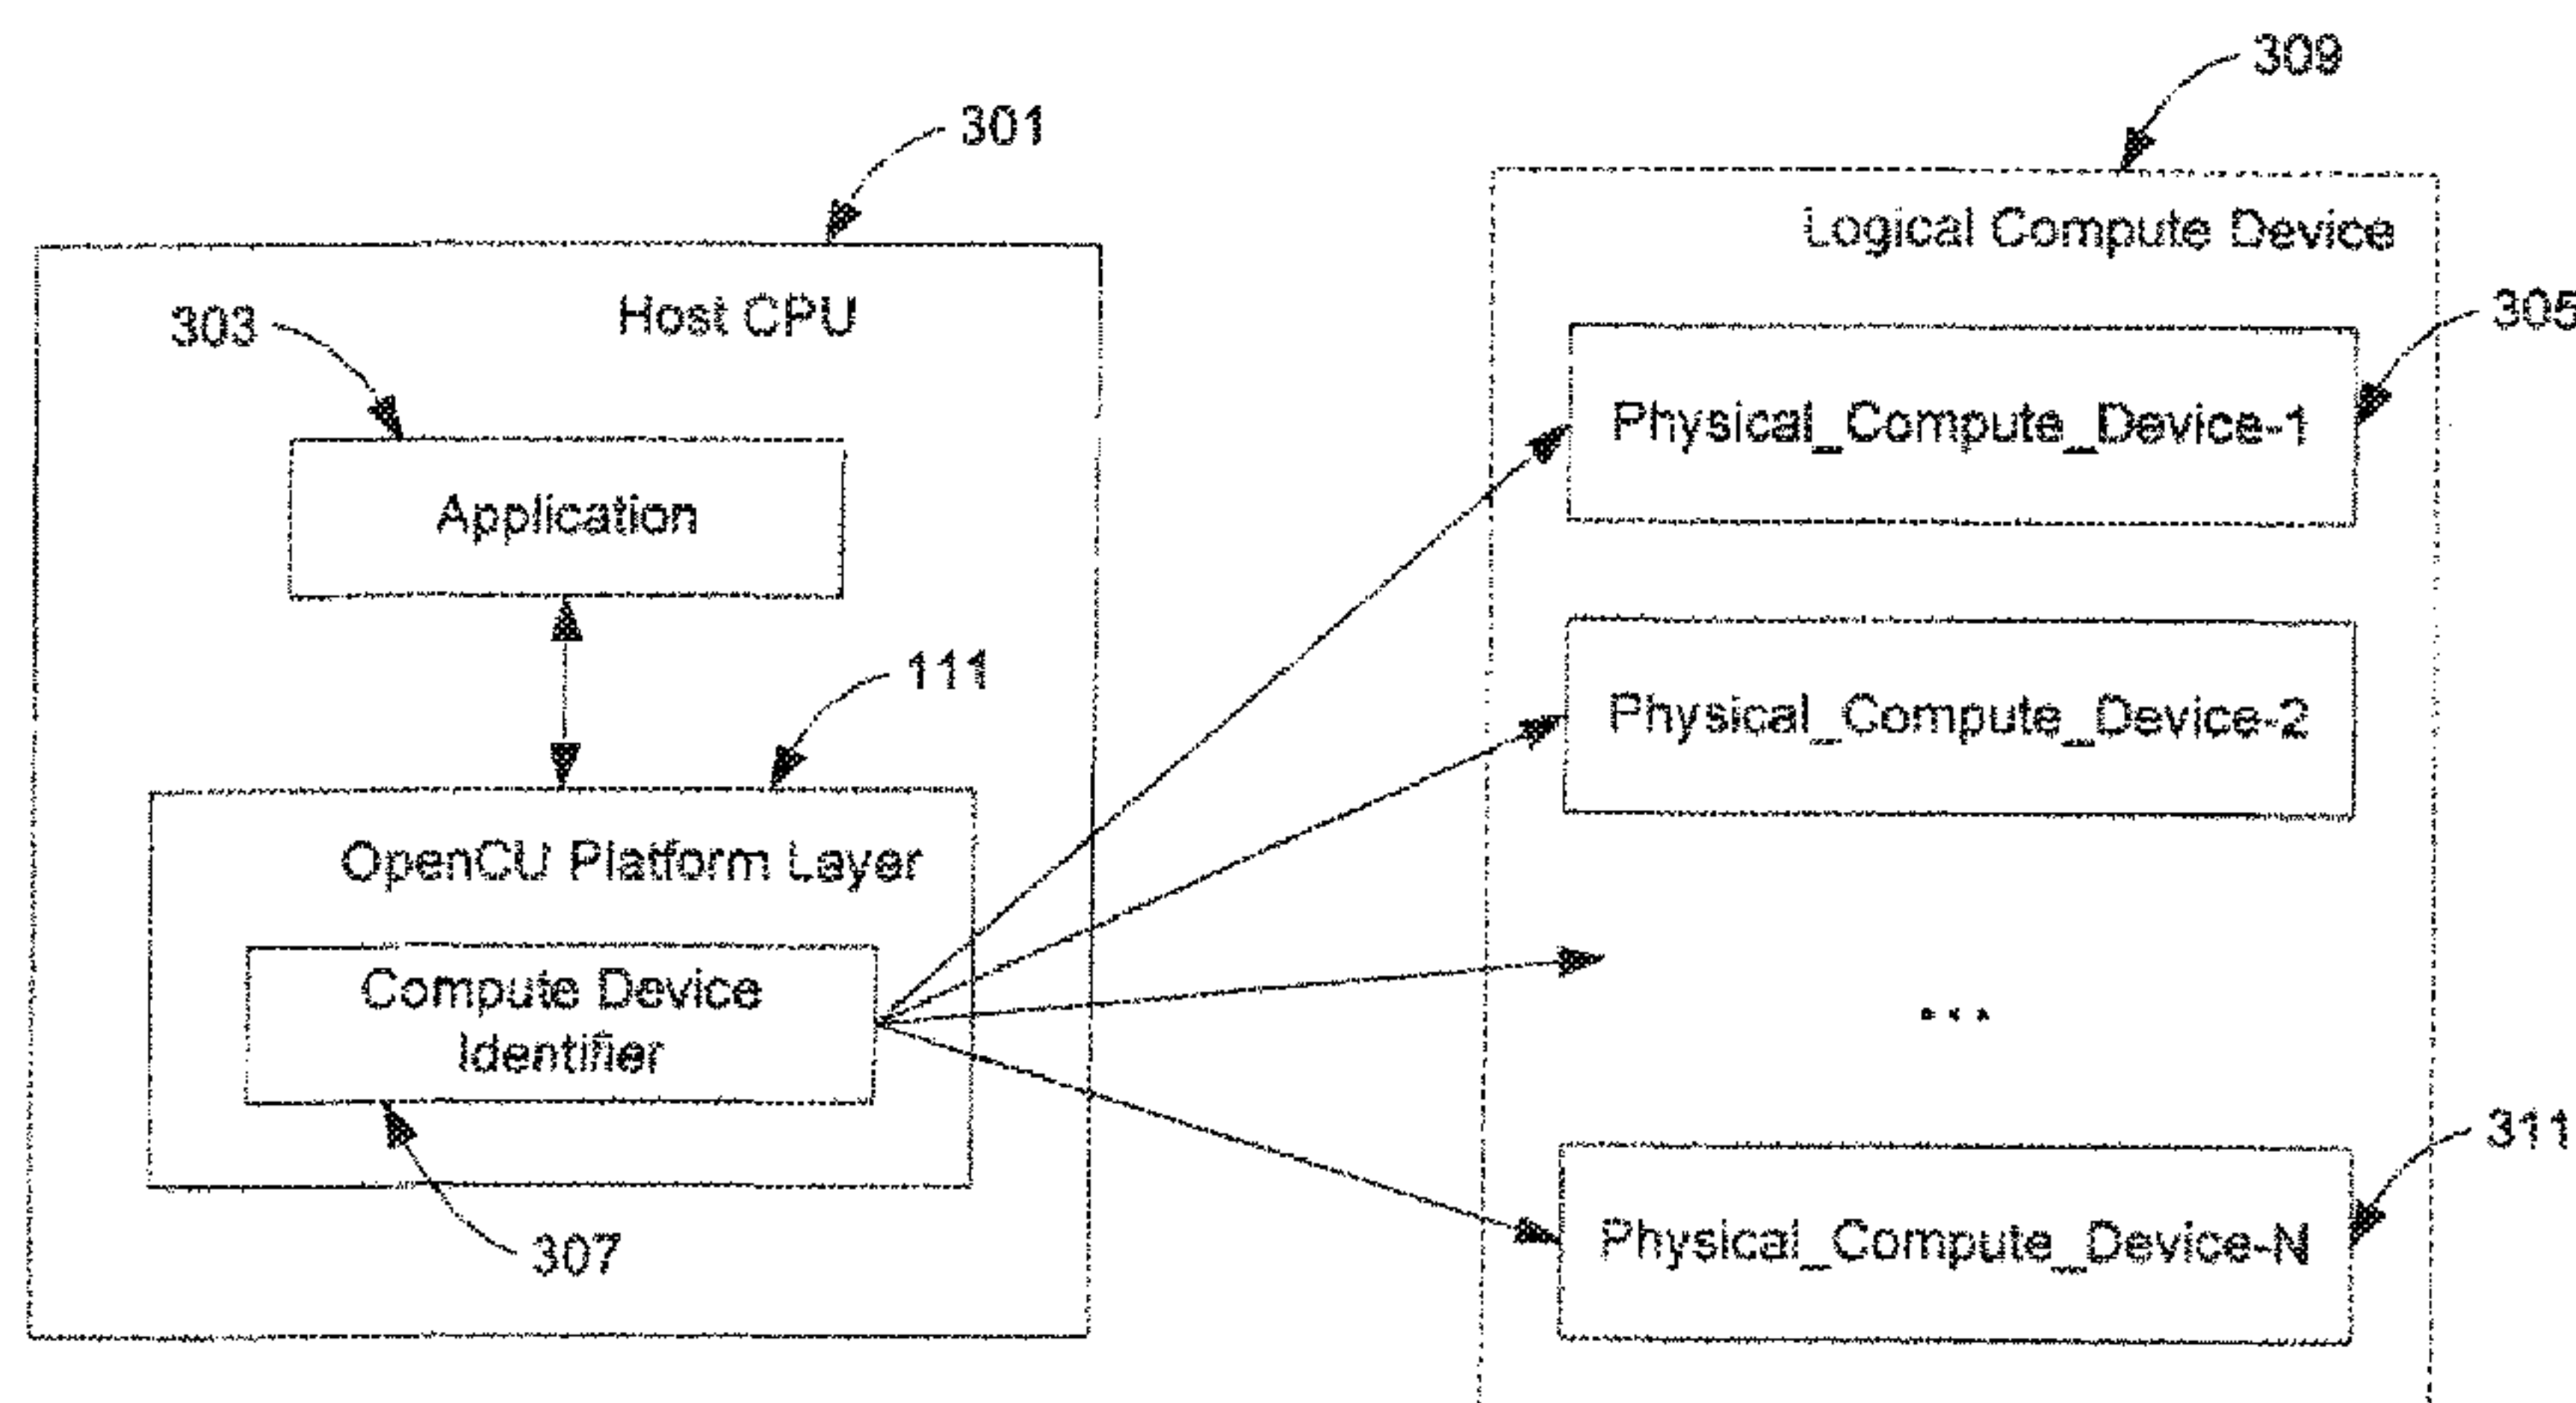 309
301
Logical Compute Device
Host CPU
303
305
Physical_Compute_Device-1
Application
111
Physical_Compute_Device-2
OpenCU Platform Layer
Compute Device
Identifier
...
311
Physical_Compute_Device-N
307